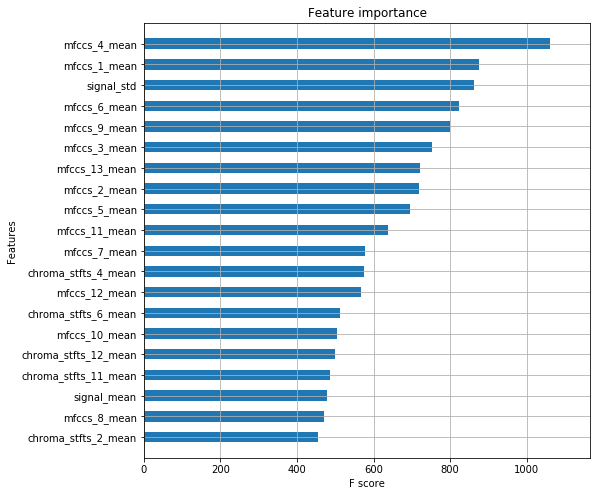 Feature importance
mfccs_4_mean
mfccs_1_mean
signal_std
mfccs_6_mean
mfccs_9_mean
mfccs_3_mean
mfccs_13_mean
mfccs_2_mean
mfccs_5_mean
mfccs_11_mean
mfccs_7_mean
chroma_stfts_4_mean
mfccs_12_mean
chroma_stfts_6_mean
mfccs_10_mean
chroma_stfts_12_mean
chroma_stfts_11_mean
signal_mean
mfccs_8_mean
chroma_stfts_2_mean
Features
0 200 400 600 800 1000
F score